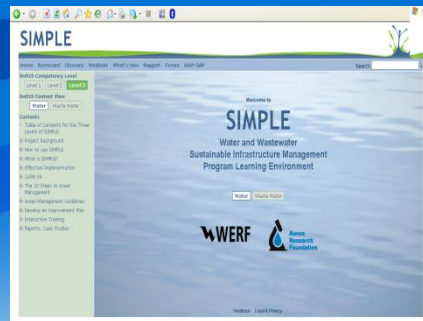 SIMPLE
Home Scorecard Glossary WebBibs What's New Support Forum SAM-GAP
Search
Switch Competency Level
Level 1 Level 2 Level 3
Switch Content View
Water Waste Water
Contents
Table of Contents for the Three
Levels of SIMPLE
Project Background
How to use SIMPLE
What is SIMPLE?
Effective Implementation
GASB 34
The 10 Steps to Asset
Management
Asset Management Guidelines
Develop an Improvement Plan
Interactive Training
Reports, Case Studies
Welcome to
SIMPLE
Water and Wastewater
Sustainable Infrastructure Management
Program Learning Environment
Water Waste Water
WERF
Awwa
Research
Foundation
Feedback Legal & Privacy